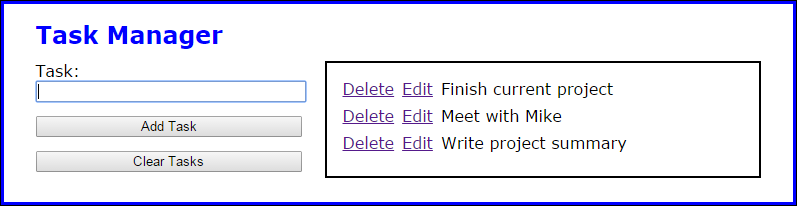 Task Manager
Task:
Add Task
Clear Tasks
Delete Edit Finish current project
Delete Edit Meet with Mike
Delete Edit Write project summary